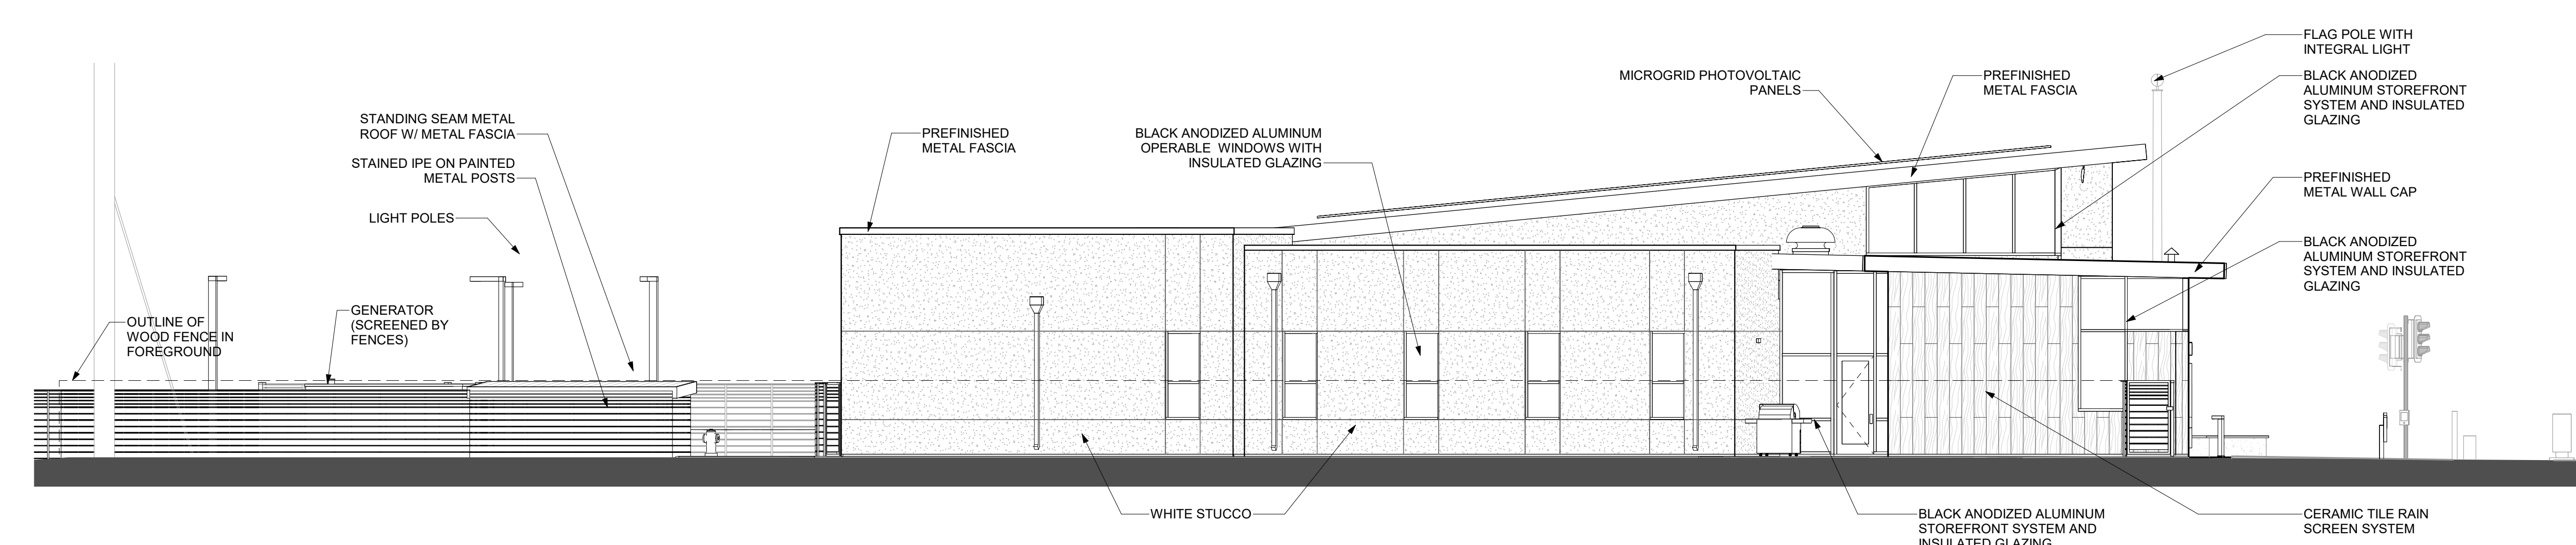 FLAG POLE WITH
INTEGRAL LIGHT
MICROGRID PHOTOVOLTAIC
PANELS
PREFINISHED
METAL FASCIA
BLACK ANODIZED
ALUMINUM STOREFRONT
SYSTEM AND INSULATED
GLAZING
STANDING SEAM METAL
ROOF W/ METAL FASCIA
PREFINISHED
METAL FASCIA
BLACK ANODIZED ALUMINUM
OPERABLE WINDOWS WITH
INSULATED GLAZING
STAINED IPE ON PAINTED
METAL POSTS
PREFINISHED
METAL WALL CAP
LIGHT POLES
BLACK ANODIZED
ALUMINUM STOREFRONT
SYSTEM AND INSULATED
GLAZING
GENERATOR
(SCREENED BY
FENCES)
OUTLINE OF
WOOD FENCE IN
FOREGROUND
WHITE STUCCO
BLACK ANODIZED ALUMINUM
STOREFRONT SYSTEM AND
INSULATED GLAZING
CERAMIC TILE RAIN
SCREEN SYSTEM